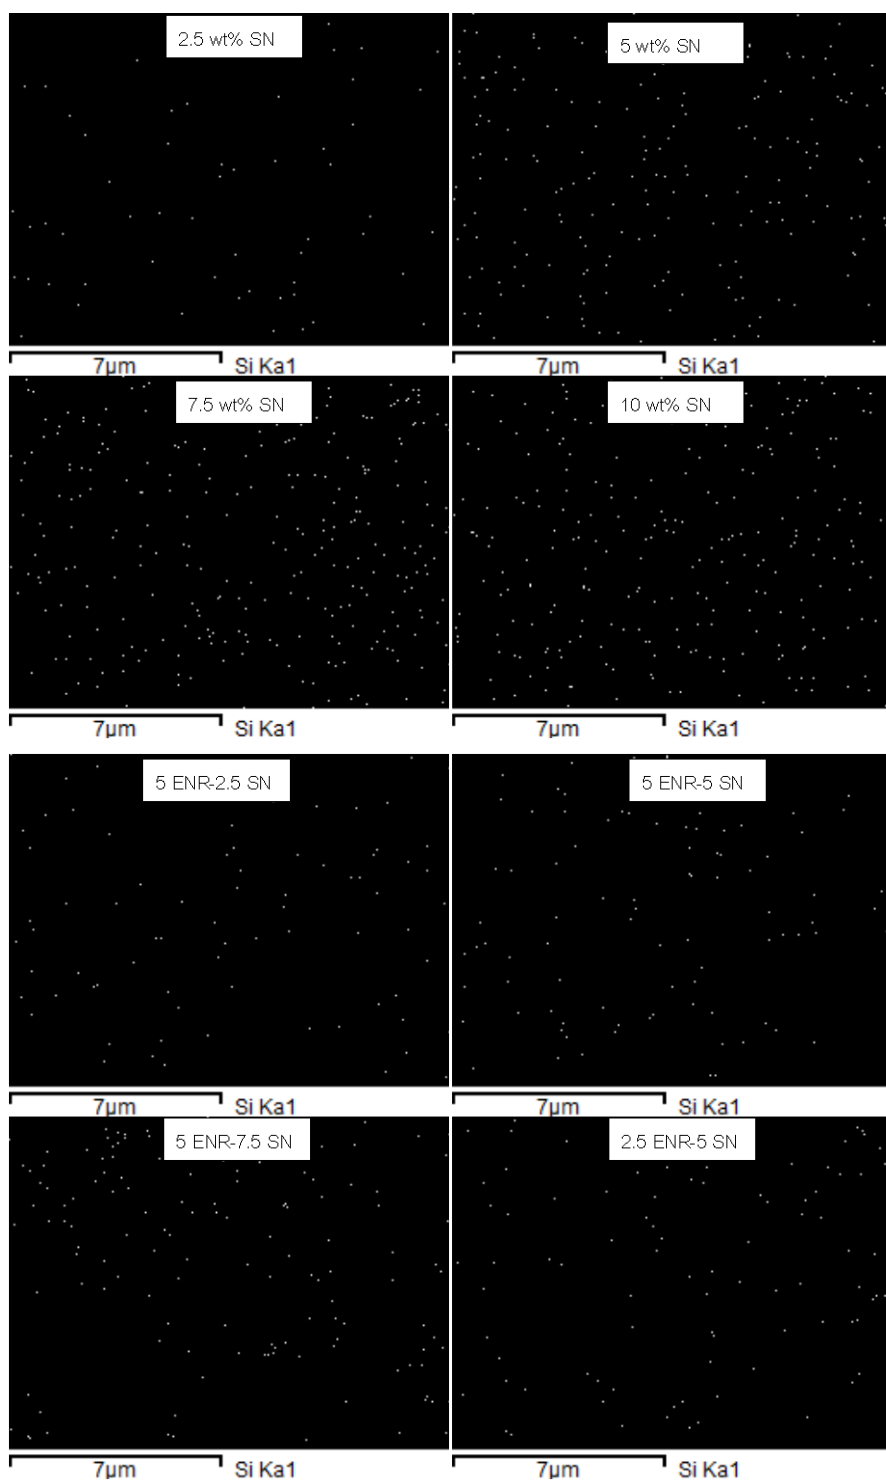 2.5 wt% SN
5 wt% SN
7µm Si Ka1
7µm Si Ka1
7.5 wt% SN
10 wt% SN
7µm Si Ka1
7µm Si Ka1
5 ENR-2.5 SN
5 ENR-5 SN
7µm Si Ka1
7µm Si Ka1
5 ENR-7.5 SN
2.5 ENR-5 SN
7µm Si Ka1
7µm Si Ka1